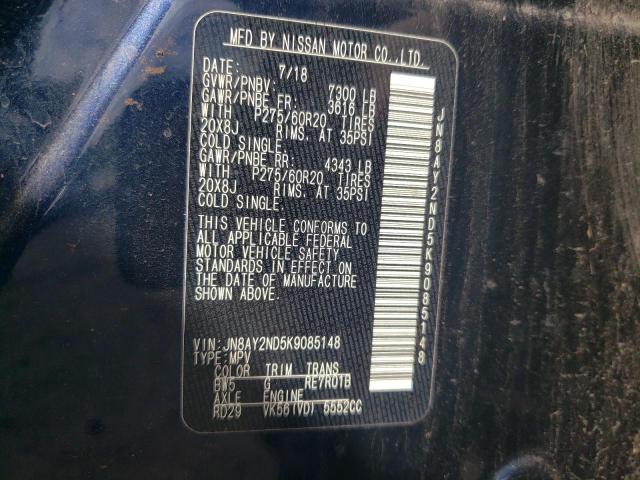 MFD BY NISSAN MOTOR CO.,LTD.
DATE: 7/18
GVWR/PNBV: 7300 LB
GAWR/PNBE FR: 3616 LB
WITH P275/60R20 TIRES
20X8J RIMS. AT 35PSI
COLD SINGLE.
GAWR/PNBE RR: 4343 LB
WITH P275/60R20 TIRES
20X8J RIMS. AT 35PSI
COLD SINGLE.
THIS VEHICLE CONFORMS TO
ALL APPLICABLE FEDERAL
MOTOR VEHICLE SAFETY
STANDARDS IN EFFECT ON
THE DATE OF MANUFACTURE
SHOWN ABOVE.
VIN: JN8AY2ND5K9085148
TYPE: MPV
COLOR TRIM TRANS
BW5 G RE7R01B
AXLE ENGINE
RD29 VK56(VD) 5552CC
JN8AY2ND5K9085148